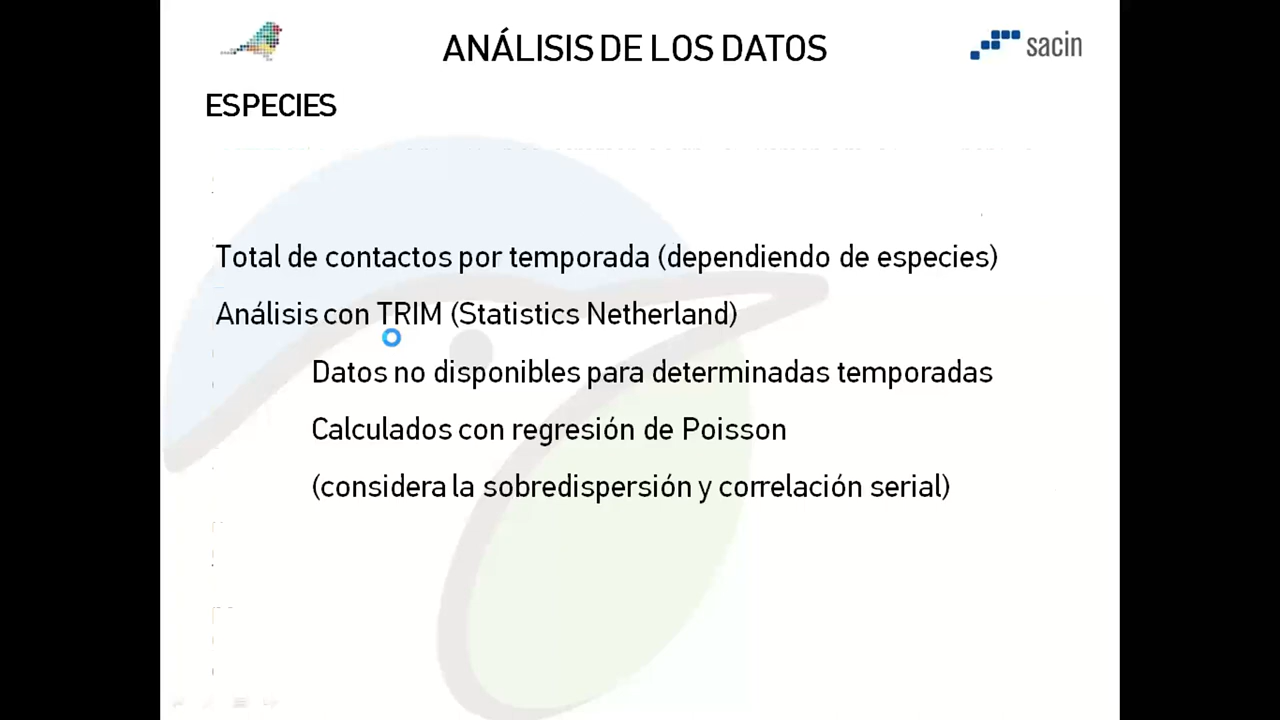 ANÁLISIS DE LOS DATOS
sacin
ESPECIES
Total de contactos por temporada (dependiendo de especies)
Análisis con TRIM (Statistics Netherland)
Datos no disponibles para determinadas temporadas
Calculados con regresión de Poisson
(considera la sobredispersión y correlación serial)